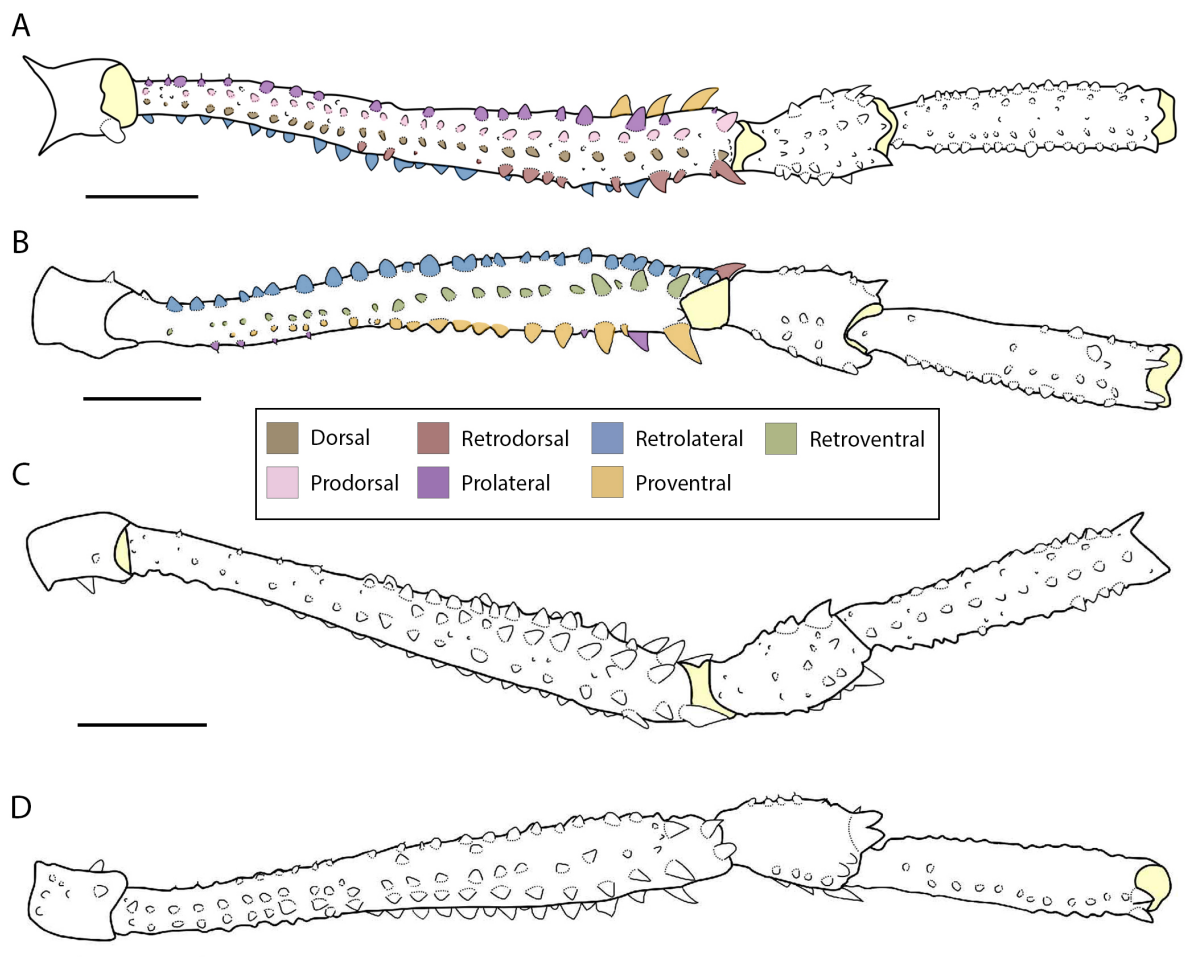 A
B
Dorsal Retrodorsal Retrolateral Retroventral
Prodorsal Prolateral Proventral
C
D